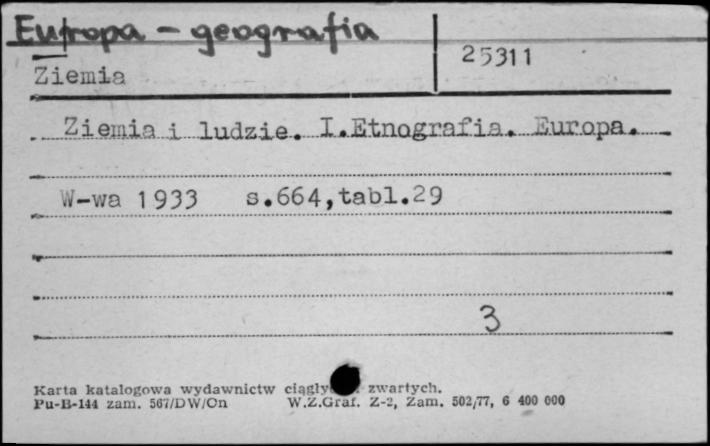 Europa - geografia
25311
Ziemia
Ziemia i ludzie. I.Etnografia. Europa.
W-wa 1933 s.664,tabl.29
3
Karta katalogowa wydawnictw zwartych.
Pu-B-144 zam. 567/DW/On W.Z.Graf. Z-2, Zam. 502/77, 6 400 000